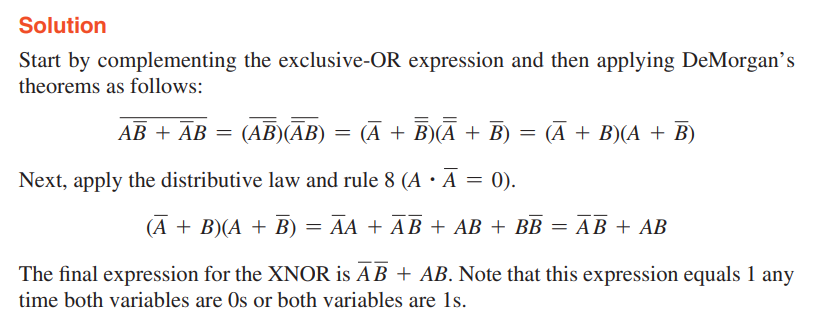 Solution
Start by complementing the exclusive-OR expression and then applying DeMorgan’s
theorems as follows:
$\overline{A\overline{B} + \overline{A}B} = (\overline{A\overline{B}})(\overline{\overline{A}B}) = (\overline{A} + \overline{\overline{B}})(\overline{\overline{A}} + \overline{B}) = (\overline{A} + B)(A + \overline{B})$
Next, apply the distributive law and rule 8 ($A \cdot \overline{A} = 0$).
$(\overline{A} + B)(A + \overline{B}) = \overline{A}A + \overline{A}\,\overline{B} + AB + B\overline{B} = \overline{A}\,\overline{B} + AB$
The final expression for the XNOR is $\overline{A}\,\overline{B} + AB$. Note that this expression equals 1 any
time both variables are 0s or both variables are 1s.